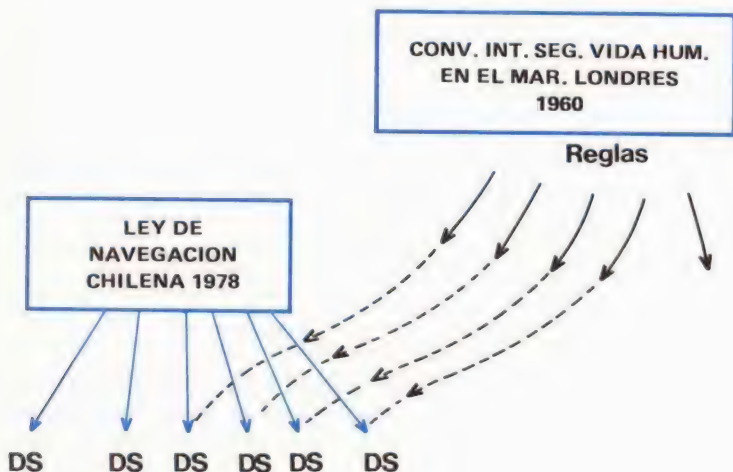 CONV. INT. SEG. VIDA HUM.
EN EL MAR. LONDRES
1960
Reglas
LEY DE
NAVEGACION
CHILENA 1978
DS DS DS DS DS DS